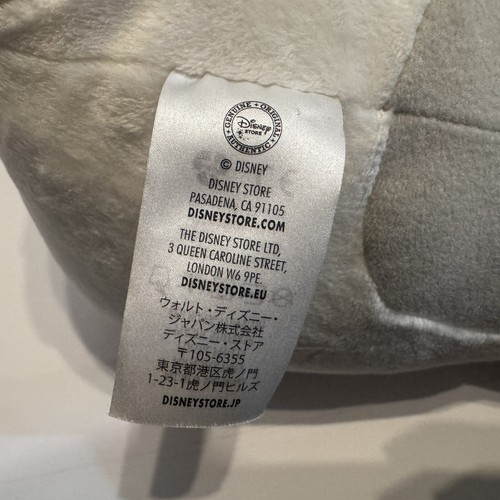 GENUINE • ORIGINAL
Disney
STORE
AUTHENTIC
© DISNEY
DISNEY STORE
PASADENA, CA 91105
DISNEYSTORE.COM
THE DISNEY STORE LTD,
3 QUEEN CAROLINE STREET,
LONDON W6 9PE.
DISNEYSTORE.EU
ウォルト・ディズニー・
ジャパン株式会社
ディズニー・ストア
〒105-6355
東京都港区虎ノ門
1-23-1虎ノ門ヒルズ
DISNEYSTORE.JP